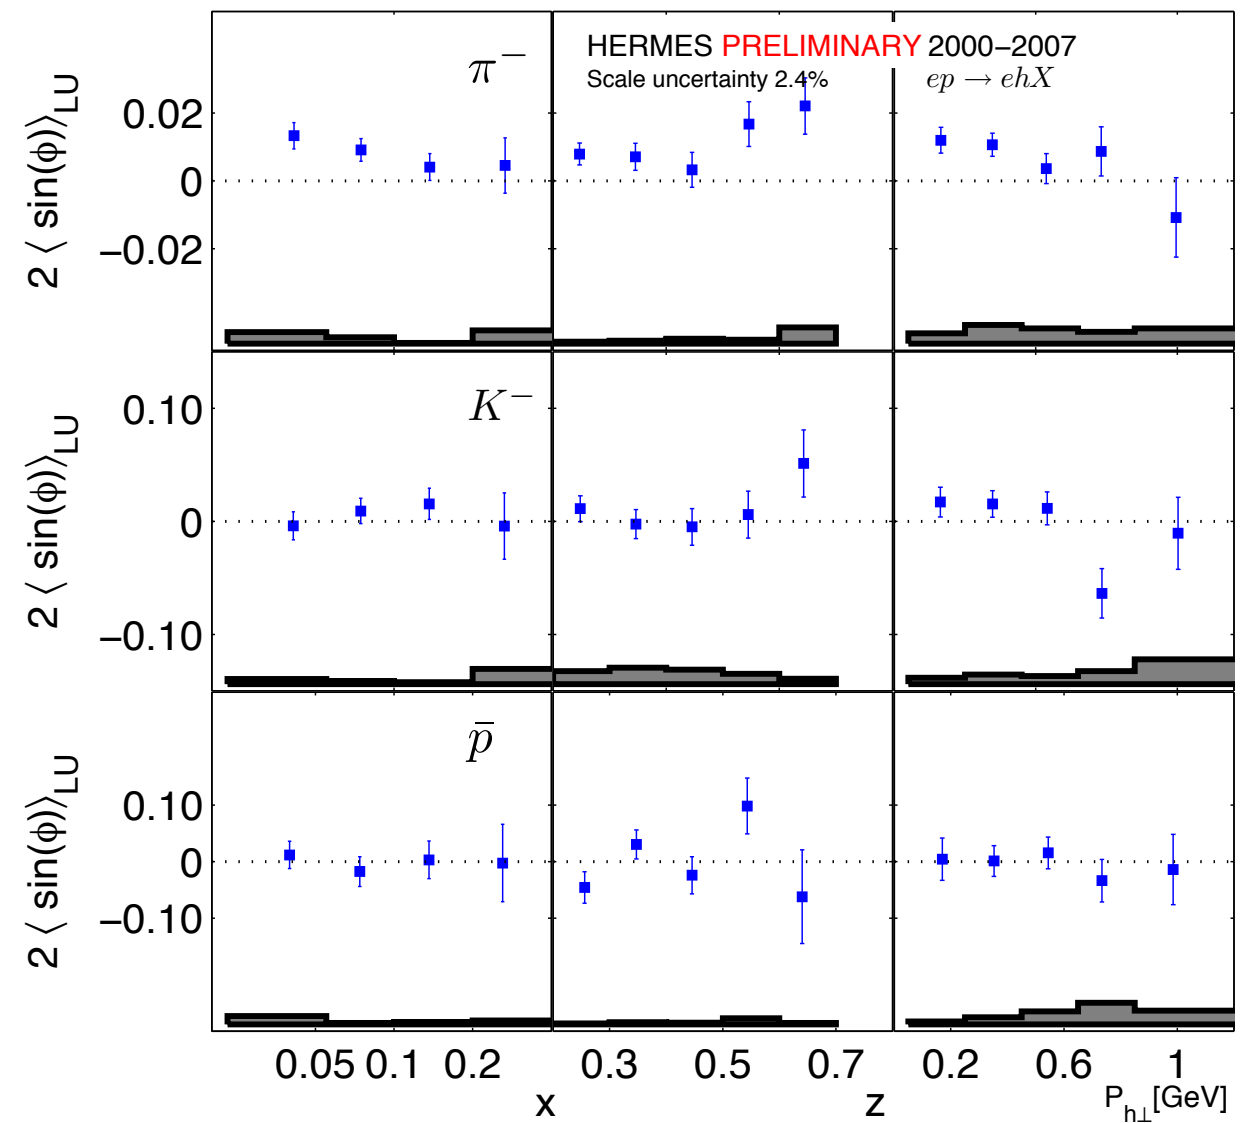 HERMES PRELIMINARY 2000−2007
Scale uncertainty 2.4%
ep → ehX
π⁻
2⟨ sin(ϕ)⟩LU
0.02
0
−0.02
K⁻
2⟨ sin(ϕ)⟩LU
0.10
0
−0.10
p̄
2⟨ sin(ϕ)⟩LU
0.10
0
−0.10
0.05 0.1 0.2
0.3 0.5 0.7
0.2 0.6 1
x
z
Ph⊥[GeV]